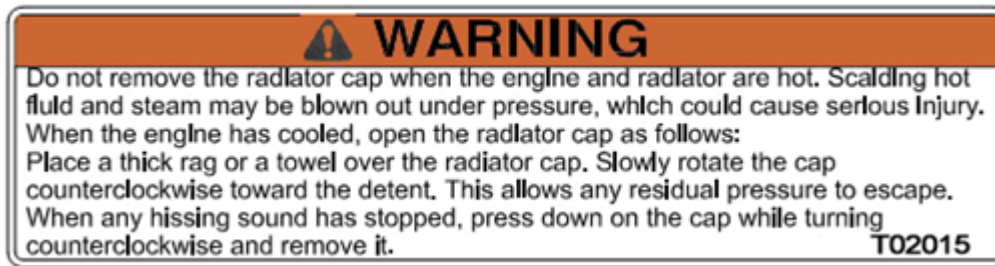 WARNING
Do not remove the radiator cap when the engine and radiator are hot. Scalding hot
fluid and steam may be blown out under pressure, which could cause serious injury.
When the engine has cooled, open the radiator cap as follows:
Place a thick rag or a towel over the radiator cap. Slowly rotate the cap
counterclockwise toward the detent. This allows any residual pressure to escape.
When any hissing sound has stopped, press down on the cap while turning
counterclockwise and remove it. T02015